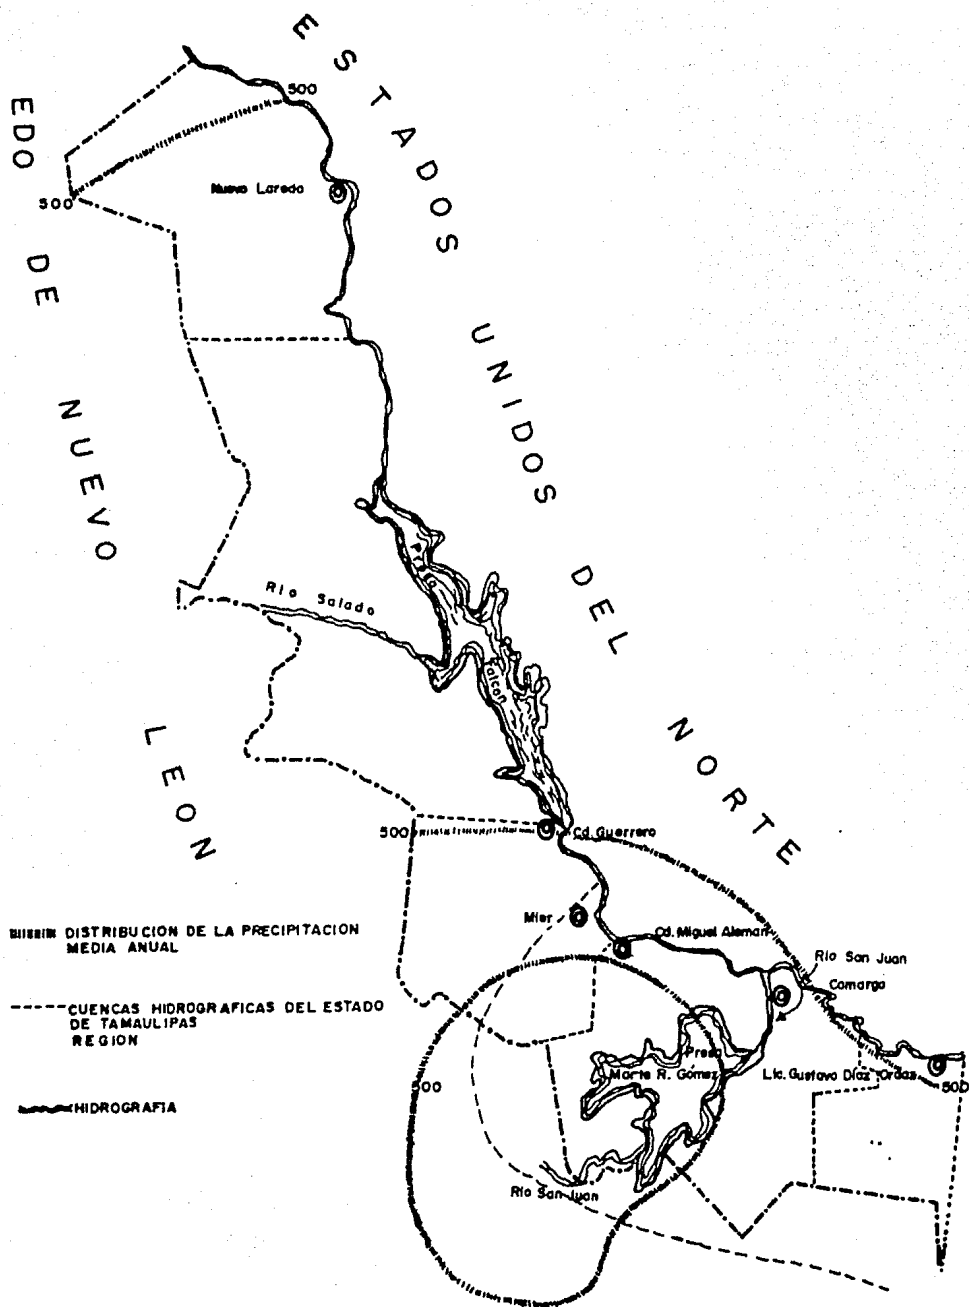 ESTADOS UNIDOS DEL NORTE
EDO DE NUEVO LEON
500
500
Nuevo Laredo
Rio Salado
Falcon
500
Cd. Guerrero
Mier
Cd. Miguel Aleman
Rio San Juan
Camargo
DISTRIBUCION DE LA PRECIPITACION
MEDIA ANUAL
CUENCAS HIDROGRAFICAS DEL ESTADO
DE TAMAULIPAS
REGION
HIDROGRAFIA
500
Presa
Marte R. Gomez
Lic. Gustavo Díaz Ordaz
500
Rio San Juan